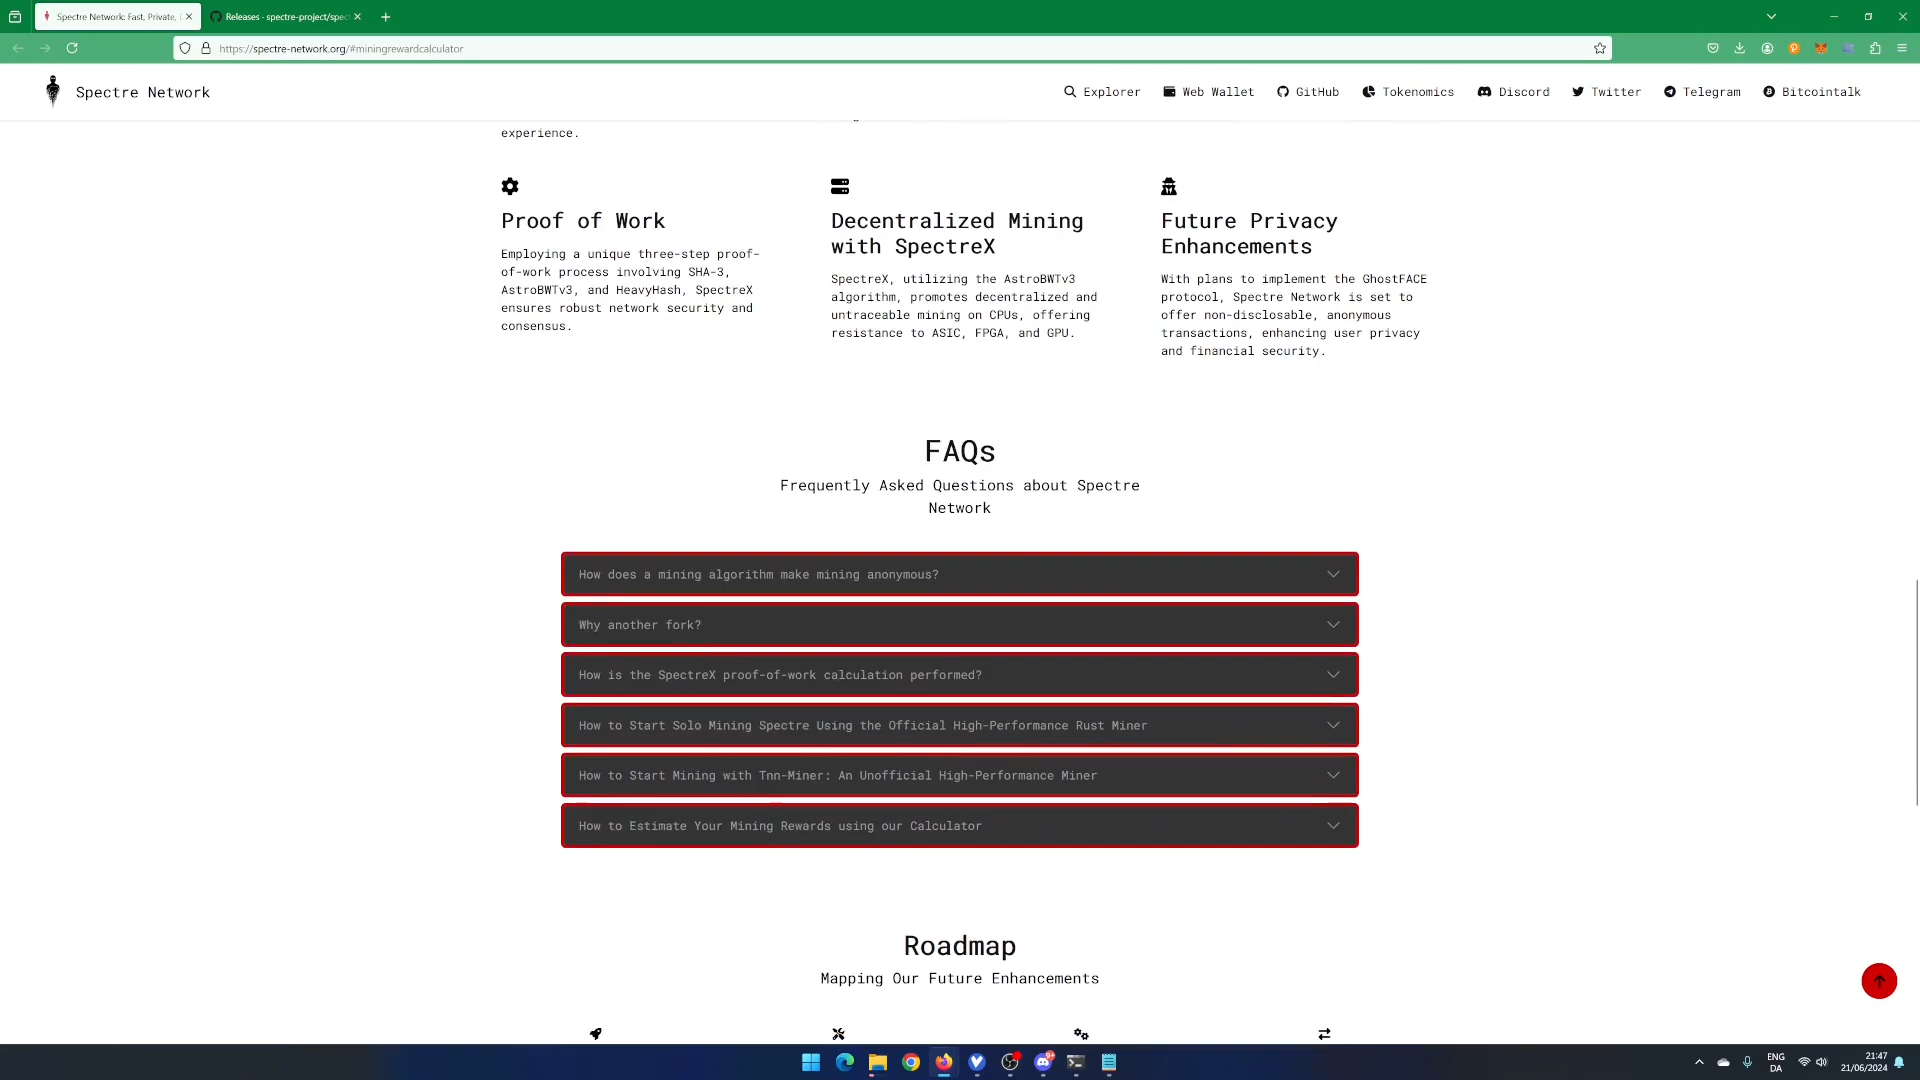 Spectre Network: Fast, Private,
Releases · spectre-project/spec
https://spectre-network.org/#miningrewardcalculator
Spectre Network
Explorer
Web Wallet
GitHub
Tokenomics
Discord
Twitter
Telegram
Bitcointalk
experience.
Proof of Work
Employing a unique three-step proof-
of-work process involving SHA-3,
AstroBWTv3, and HeavyHash, SpectreX
ensures robust network security and
consensus.
Decentralized Mining
with SpectreX
SpectreX, utilizing the AstroBWTv3
algorithm, promotes decentralized and
untraceable mining on CPUs, offering
resistance to ASIC, FPGA, and GPU.
Future Privacy
Enhancements
With plans to implement the GhostFACE
protocol, Spectre Network is set to
offer non-disclosable, anonymous
transactions, enhancing user privacy
and financial security.
FAQs
Frequently Asked Questions about Spectre
Network
How does a mining algorithm make mining anonymous?
Why another fork?
How is the SpectreX proof-of-work calculation performed?
How to Start Solo Mining Spectre Using the Official High-Performance Rust Miner
How to Start Mining with Tnn-Miner: An Unofficial High-Performance Miner
How to Estimate Your Mining Rewards using our Calculator
Roadmap
Mapping Our Future Enhancements
ENG
DA
21:47
21/06/2024